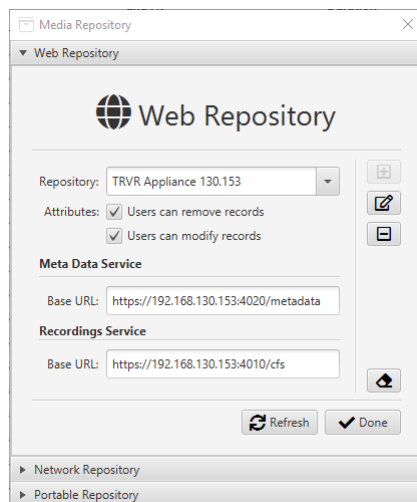 Media Repository
Web Repository
Web Repository
Repository: TRVR Appliance 130.153
Attributes: Users can remove records
Users can modify records
Meta Data Service
Base URL: https://192.168.130.153:4020/metadata
Recordings Service
Base URL: https://192.168.130.153:4010/cfs
Refresh Done
Network Repository
Portable Repository